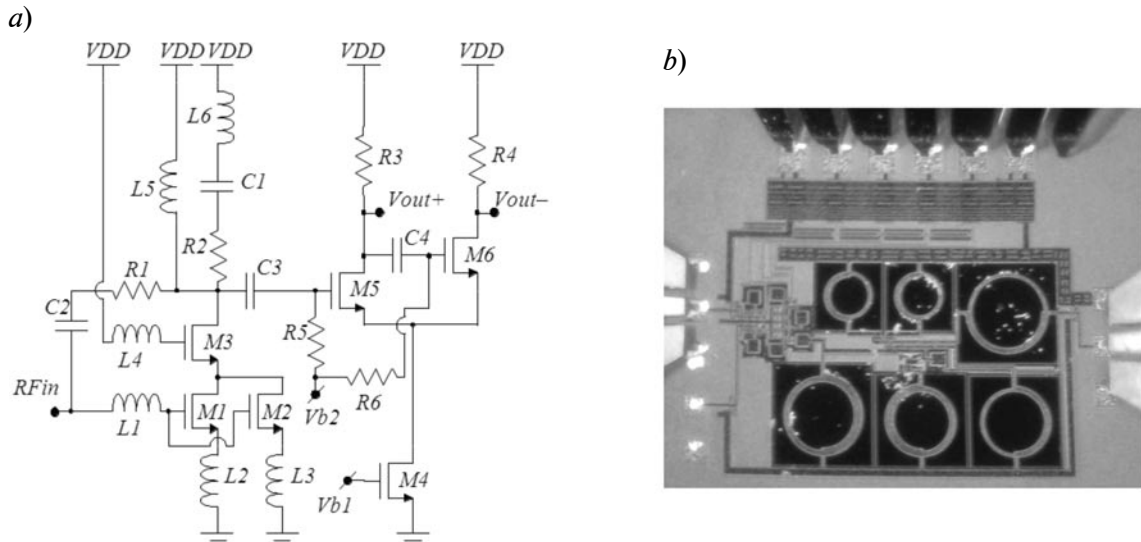 a)
b)
VDD VDD VDD VDD VDD
L6
R3 R4
L5 C1
Vout+ Vout−
R2 C4
M6
R1 C3
C2 M5
M3 R5
L4
RFin Vb2 R6
M1 M2
L1
L2 L3 M4
Vb1